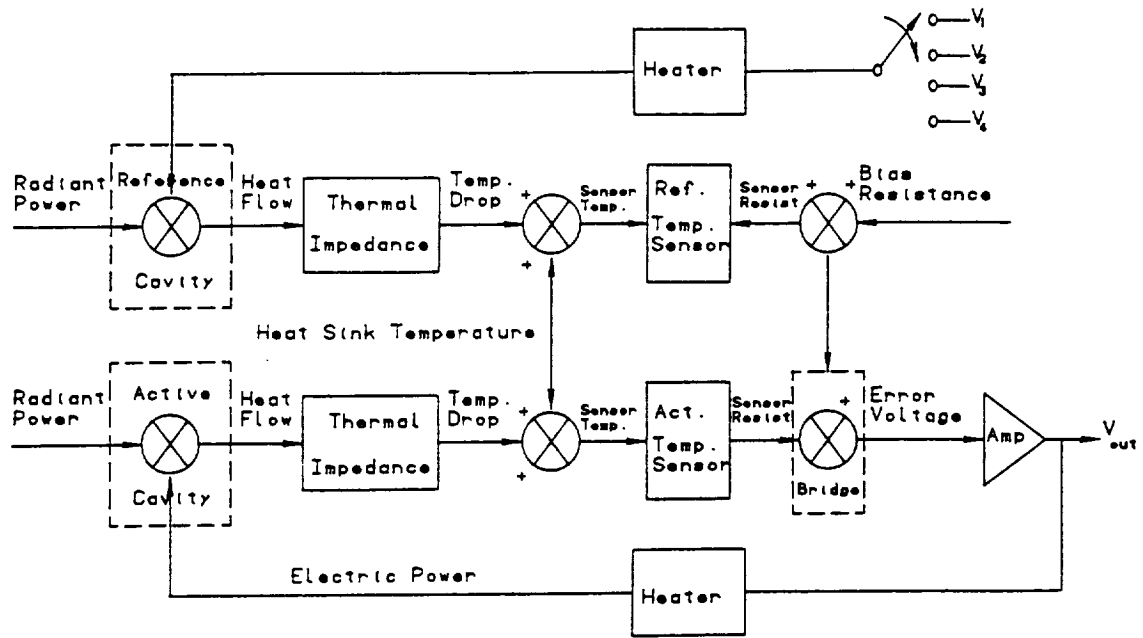 V1
V2
V3
V4
Heater
Radiant
Power
Reference
Cavity
Heat
Flow
Thermal
Impedance
Temp.
Drop
+
+
Sensor
Temp.
Ref.
Temp.
Sensor
Sensor
Resist
+
+
Bias
Resistance
Heat Sink Temperature
Radiant
Power
Active
Cavity
Heat
Flow
Thermal
Impedance
Temp.
Drop
+
+
Sensor
Temp.
Act.
Temp.
Sensor
Sensor
Resist
+
Bridge
Error
Voltage
Amp
V out
Electric Power
Heater